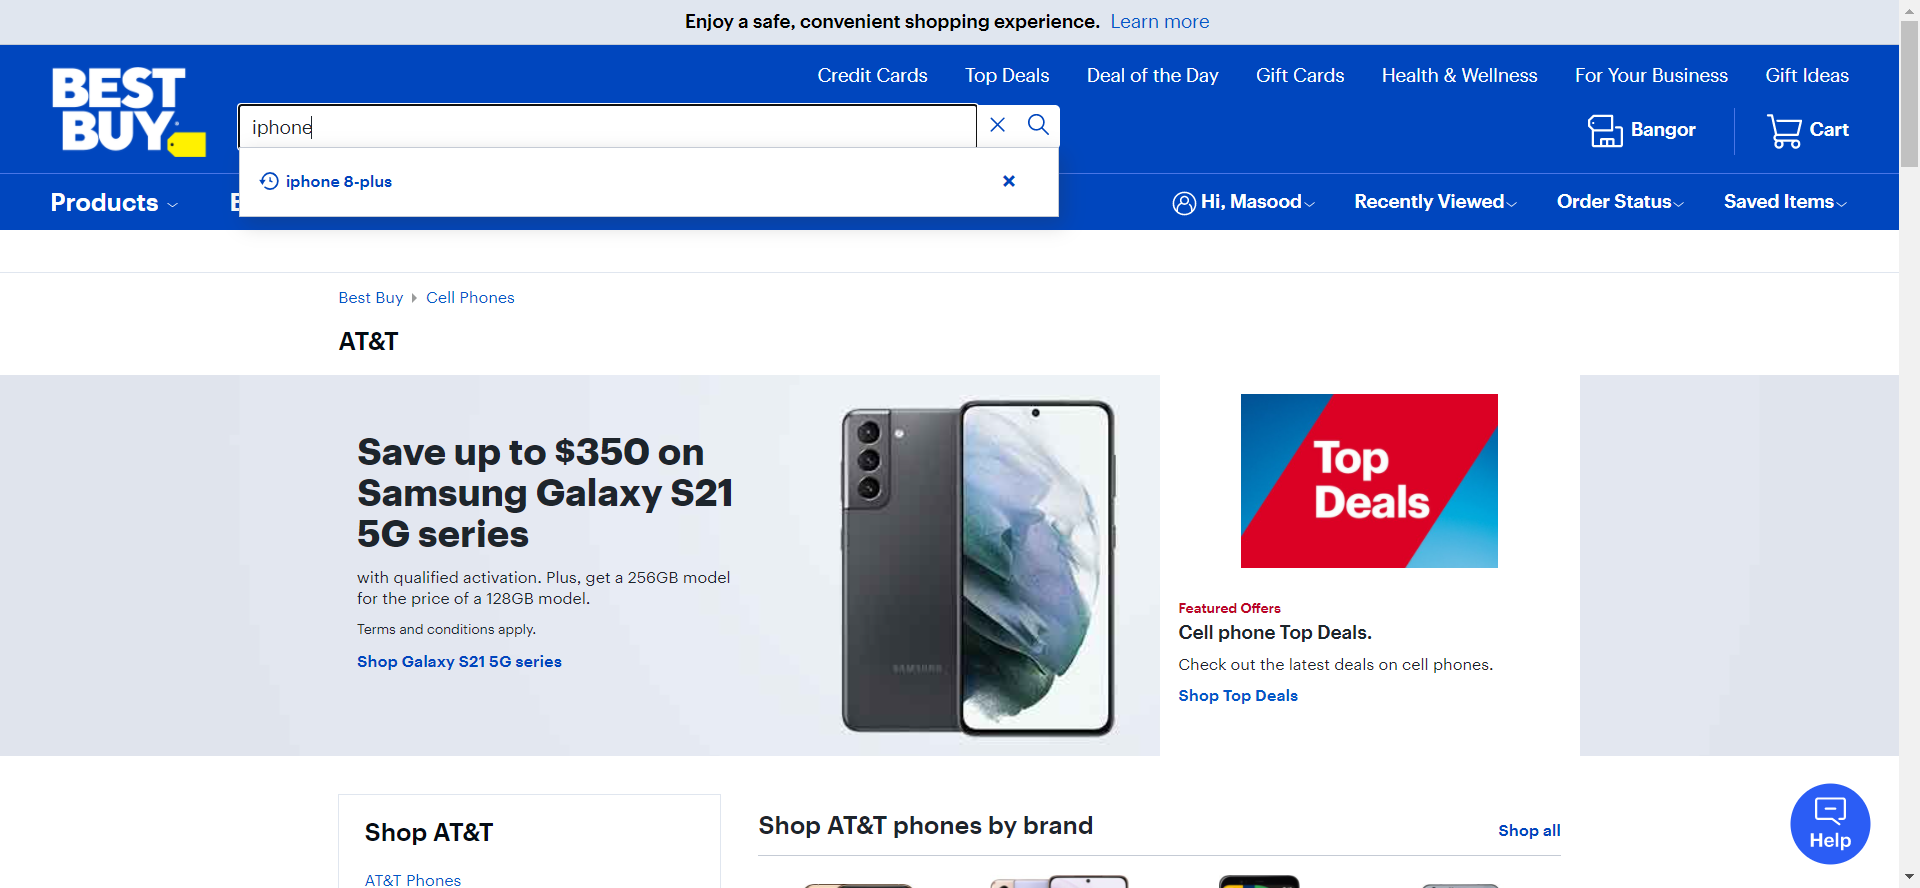 Enjoy a safe, convenient shopping experience. Learn more
BEST BUY
Credit Cards Top Deals Deal of the Day Gift Cards Health & Wellness For Your Business Gift Ideas
iphone
Bangor Cart
iphone 8-plus
Products
Hi, Masood Recently Viewed Order Status Saved Items
Best Buy Cell Phones
AT&T
Save up to $350 on
Samsung Galaxy S21
5G series
with qualified activation. Plus, get a 256GB model
for the price of a 128GB model.
Terms and conditions apply.
Shop Galaxy S21 5G series
SAMSUNG
Top
Deals
Featured Offers
Cell phone Top Deals.
Check out the latest deals on cell phones.
Shop Top Deals
Shop AT&T
AT&T Phones
Shop AT&T phones by brand
Shop all
Help